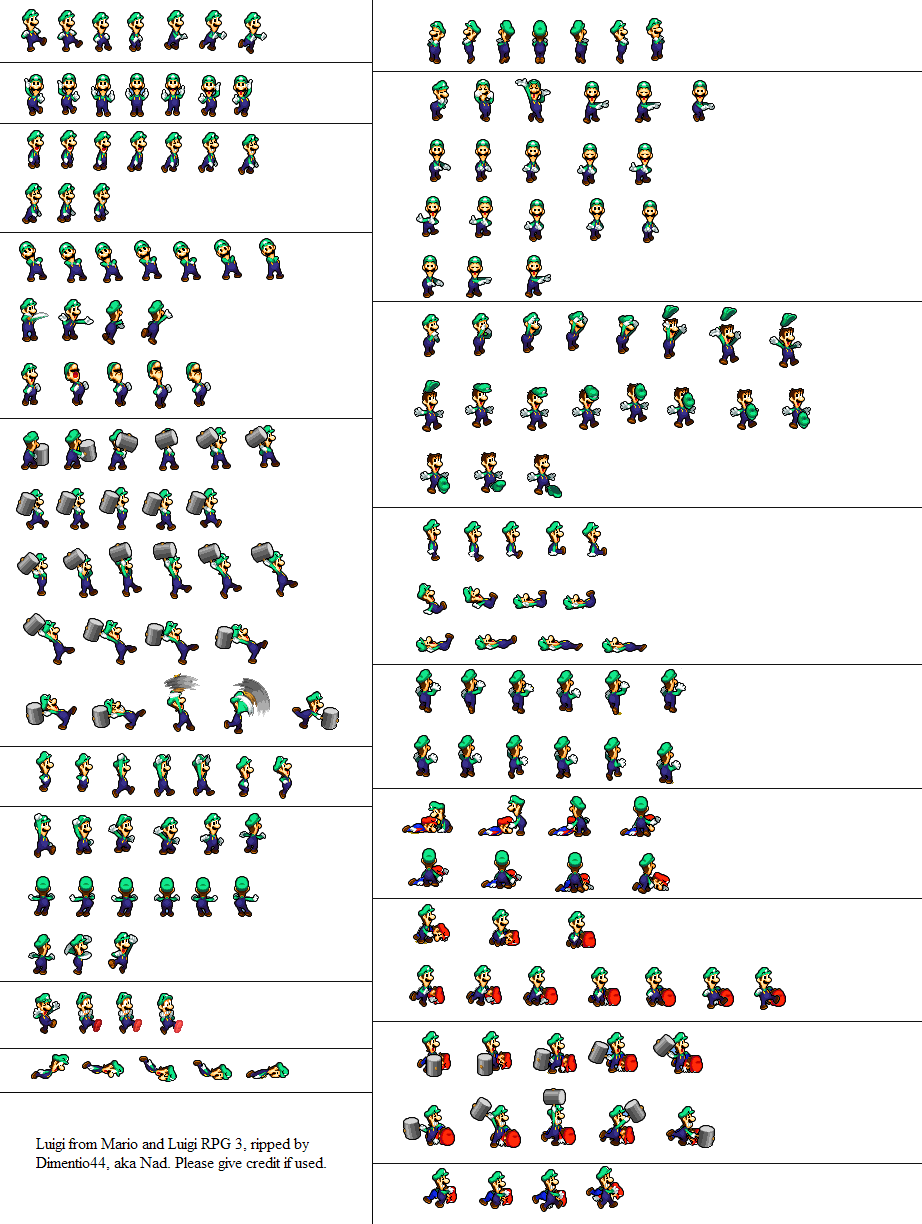 Luigi from Mario and Luigi RPG 3, ripped by
Dimentio44, aka Nad. Please give credit if used.